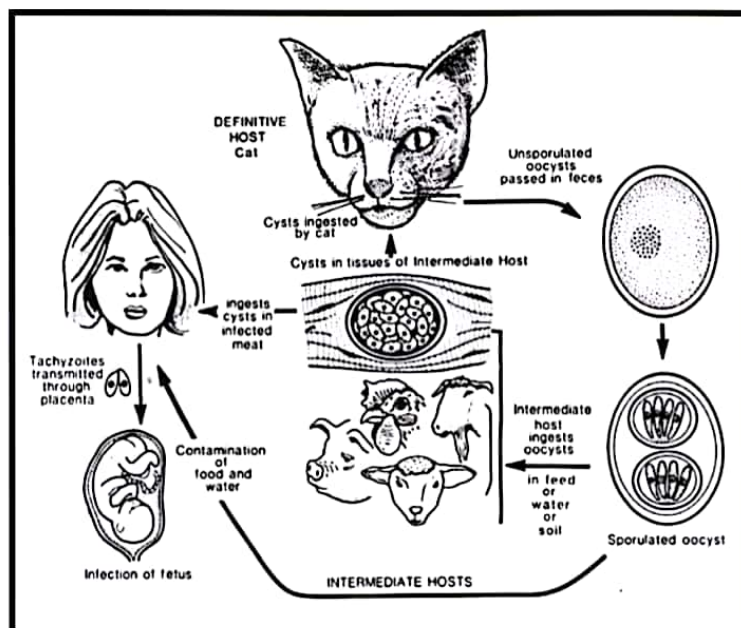 DEFINITIVE
HOST
Cat
Unsporulated
oocysts
passed in feces
Cysts ingested
by cat
Cysts in tissues of Intermediate Host
ingests
cysts in
infected
meat
Tachyzoites
transmitted
through
placenta
Contamination
of
food and
water
Intermediate
host
ingests
oocysts
in feed
or
water
or
soil
Sporulated oocyst
Infection of fetus
INTERMEDIATE HOSTS